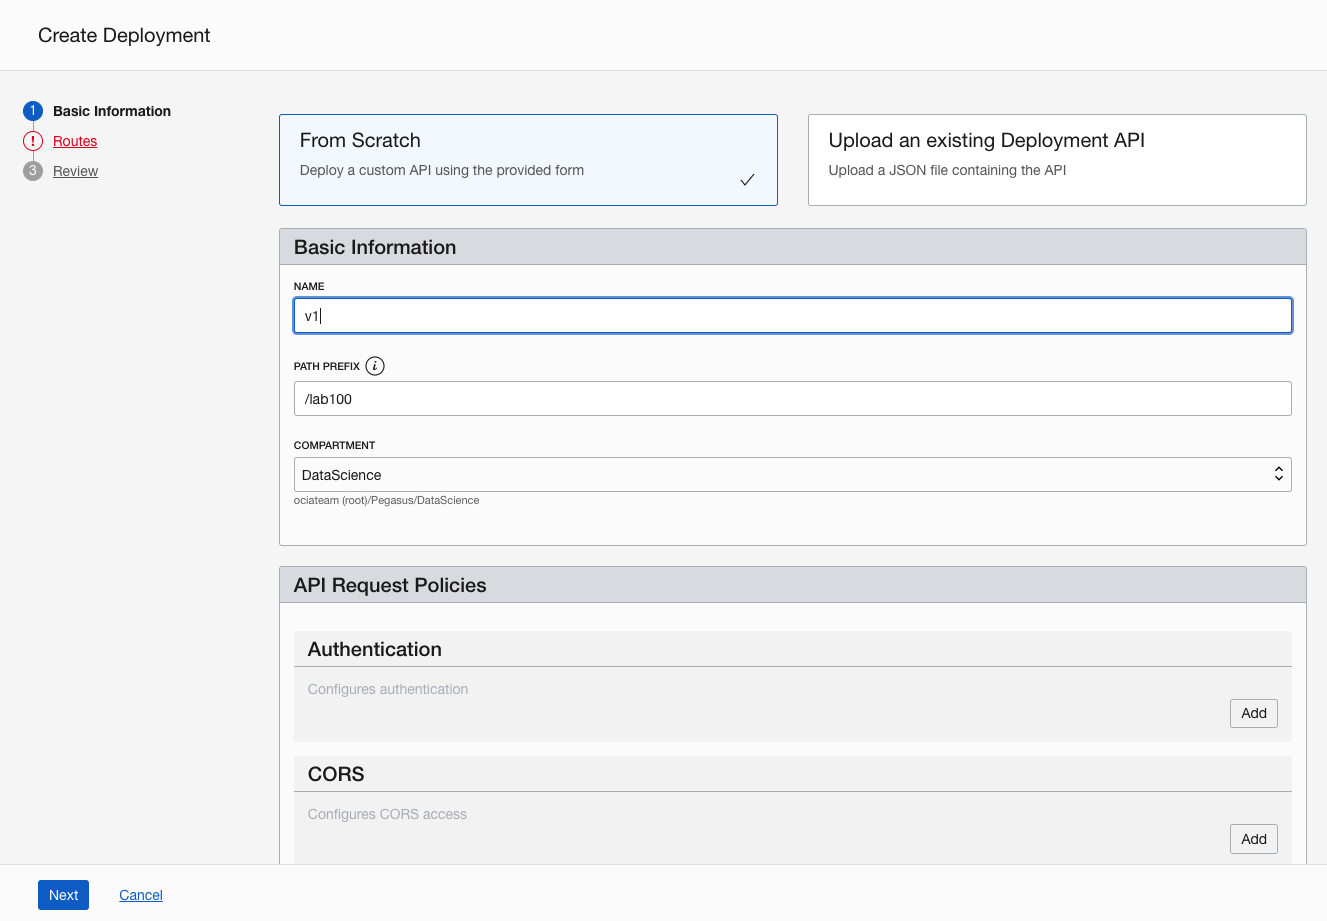 Create Deployment
1 Basic Information
! Routes
3 Review
From Scratch
Deploy a custom API using the provided form
Upload an existing Deployment API
Upload a JSON file containing the API
Basic Information
NAME
v1
PATH PREFIX i
/lab100
COMPARTMENT
DataScience
ociateam (root)/Pegasus/DataScience
API Request Policies
Authentication
Configures authentication
Add
CORS
Configures CORS access
Add
Next Cancel